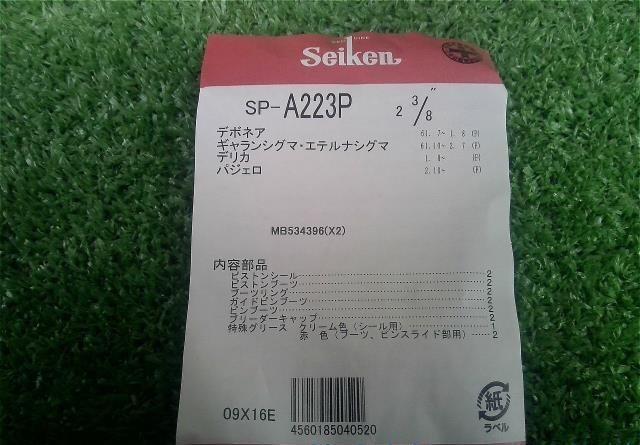 Seiken
SP-A223P 2 3/8"
デボネア 61. 7~ 1. 8 (P)
ギャランシグマ・エテルナシグマ 61.10~ 2. 7 (F)
デリカ 1. 8~ (P)
パジェロ 2.10~ (F)
MB534396(X2)
内容部品
ピストンシール 2
ピストンブーツ 2
ブーツリング 2
ガイドピンブーツ 2
ピンブーツ 2
ブリーダーキャップ 2
特殊グリース クリーム色(シール用) 1
赤 色(ブーツ、ピンスライド部用) 2
09X16E
4560185040520
紙
ラベル